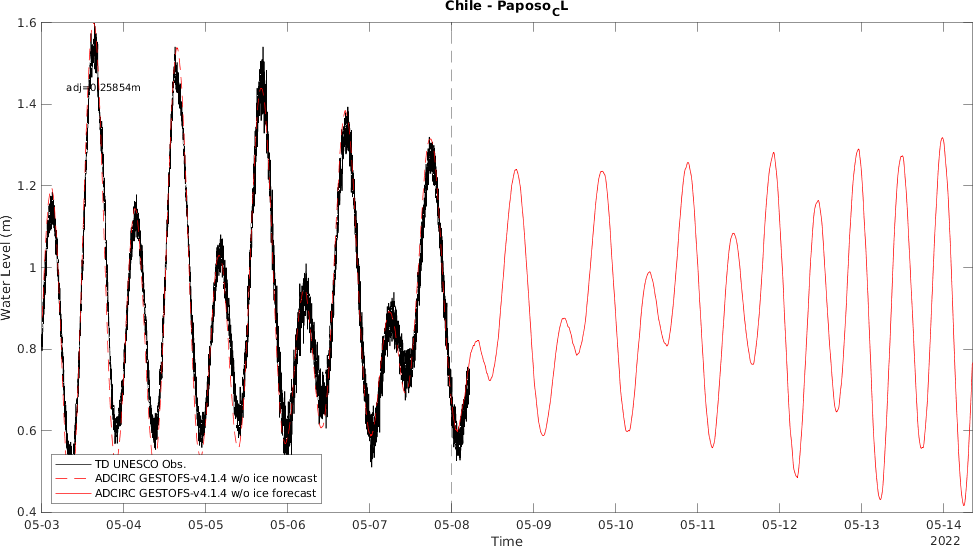 Chile - PaposoCL
1.6
1.4
1.2
1
0.8
0.6
0.4
Water Level (m)
adj=0.25854m
TD UNESCO Obs.
ADCIRC GESTOFS-v4.1.4 w/o ice nowcast
ADCIRC GESTOFS-v4.1.4 w/o ice forecast
05-03 05-04 05-05 05-06 05-07 05-08 05-09 05-10 05-11 05-12 05-13 05-14
Time
2022